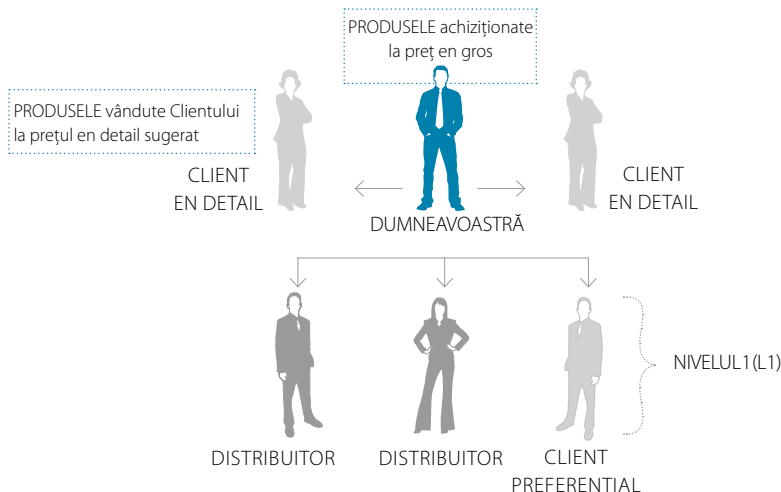 PRODUSELE achiziționate
la preț en gros
PRODUSELE vândute Clientului
la prețul en detail sugerat
CLIENT
EN DETAIL
CLIENT
EN DETAIL
DUMNEAVOASTRĂ
NIVELUL1(L1)
DISTRIBUITOR
DISTRIBUITOR
CLIENT
PREFERENTIAL